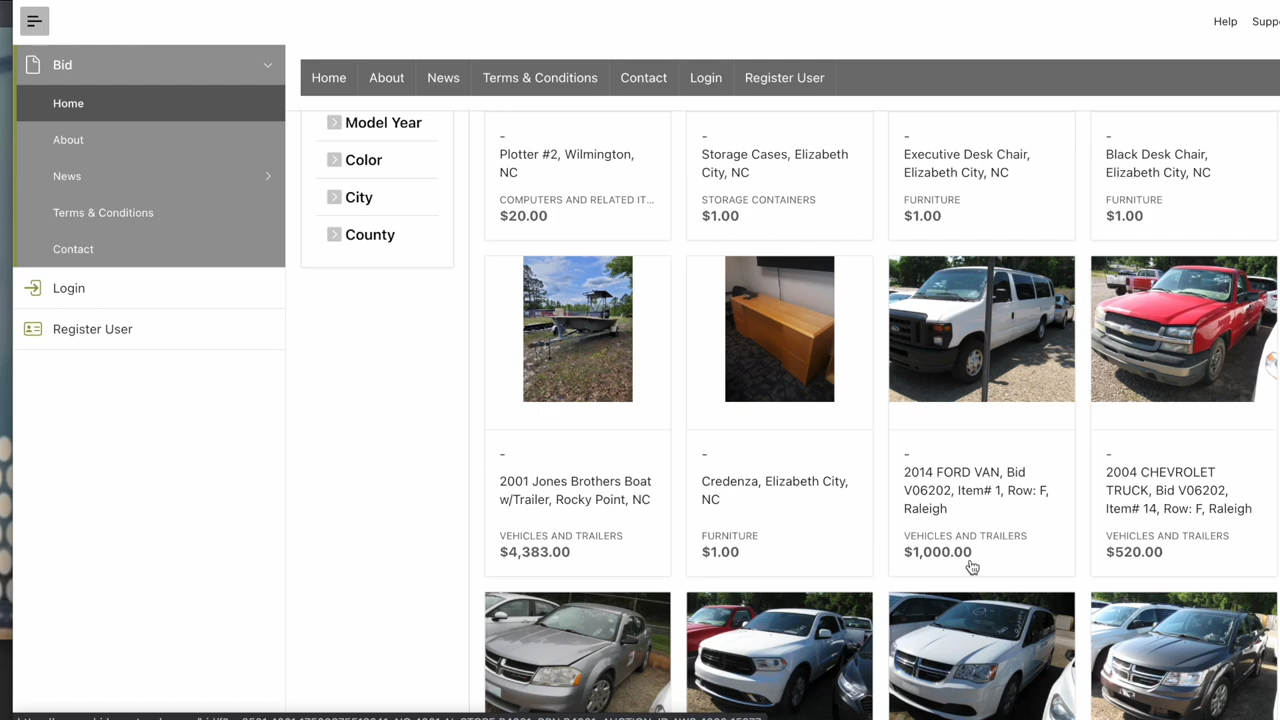 Help
Bid
Home
About
News
Terms & Conditions
Contact
Login
Register User
Home
About
News
Terms & Conditions
Contact
Login
Register User
Model Year
Color
City
County
-
Plotter #2, Wilmington,
NC
COMPUTERS AND RELATED IT...
$20.00
-
Storage Cases, Elizabeth
City, NC
STORAGE CONTAINERS
$1.00
-
Executive Desk Chair,
Elizabeth City, NC
FURNITURE
$1.00
-
Black Desk Chair,
Elizabeth City, NC
FURNITURE
$1.00
-
2001 Jones Brothers Boat
w/Trailer, Rocky Point, NC
VEHICLES AND TRAILERS
$4,383.00
-
Credenza, Elizabeth City,
NC
FURNITURE
$1.00
-
2014 FORD VAN, Bid
V06202, Item# 1, Row: F,
Raleigh
VEHICLES AND TRAILERS
$1,000.00
-
2004 CHEVROLET
TRUCK, Bid V06202,
Item# 14, Row: F, Raleigh
VEHICLES AND TRAILERS
$520.00